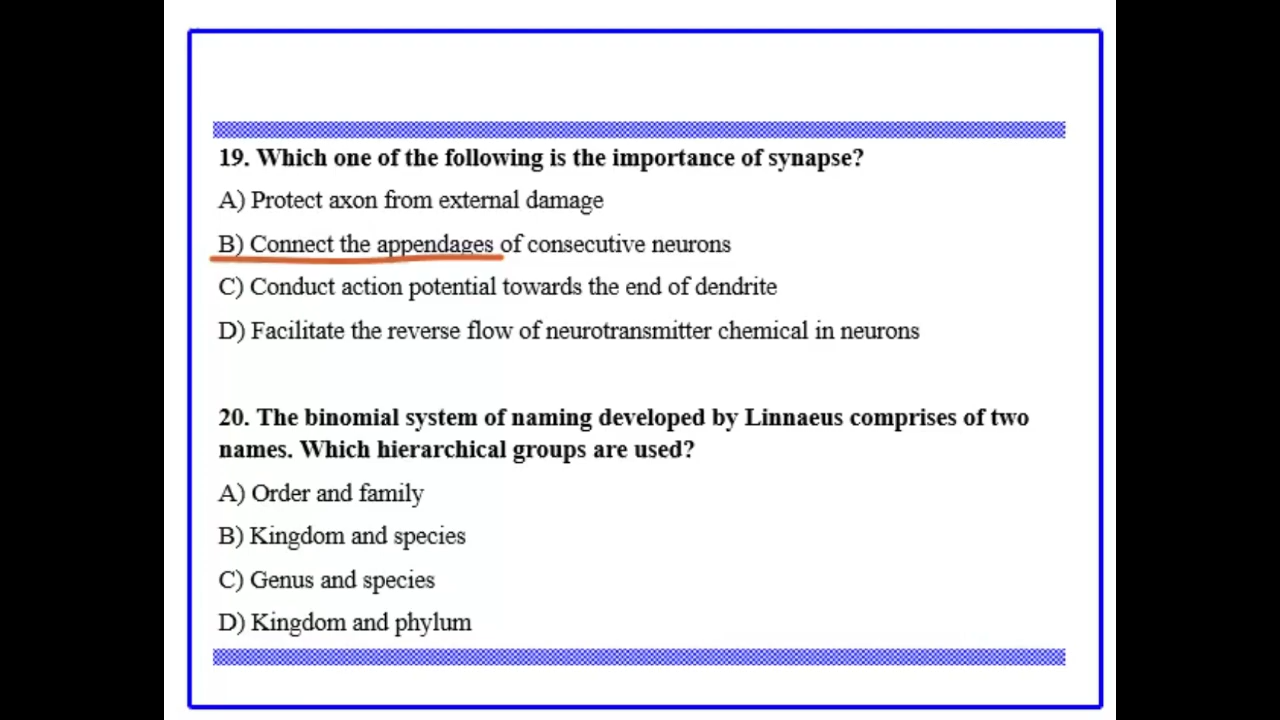 19. Which one of the following is the importance of synapse?
A) Protect axon from external damage
B) Connect the appendages of consecutive neurons
C) Conduct action potential towards the end of dendrite
D) Facilitate the reverse flow of neurotransmitter chemical in neurons
20. The binomial system of naming developed by Linnaeus comprises of two
names. Which hierarchical groups are used?
A) Order and family
B) Kingdom and species
C) Genus and species
D) Kingdom and phylum